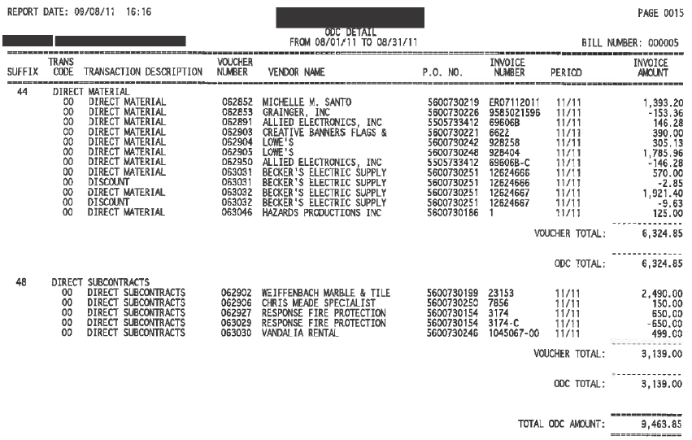 REPORT DATE: 09/08/11 16:16 PAGE 0015
ODC DETAIL
FROM 08/01/11 TO 08/31/11 BILL NUMBER: 000005
TRANS VOUCHER INVOICE INVOICE
SUFFIX CODE TRANSACTION DESCRIPTION NUMBER VENDOR NAME P.O. NO. NUMBER PERIOD AMOUNT
44 DIRECT MATERIAL
00 DIRECT MATERIAL 062852 MICHELLE M. SANTO 5600730219 ER07112011 11/11 1,393.20
00 DIRECT MATERIAL 062853 GRAINGER, INC 5600730226 9585021596 11/11 -153.36
00 DIRECT MATERIAL 062891 ALLIED ELECTRONICS, INC 5505733412 69606B 11/11 146.28
00 DIRECT MATERIAL 062903 CREATIVE BANNERS FLAGS & 5600730221 6622 11/11 390.00
00 DIRECT MATERIAL 062904 LOWE'S 5600730242 928258 11/11 305.13
00 DIRECT MATERIAL 062905 LOWE'S 5600730248 928404 11/11 1,785.96
00 DIRECT MATERIAL 062950 ALLIED ELECTRONICS, INC 5505733412 69606B-C 11/11 -146.28
00 DIRECT MATERIAL 063031 BECKER'S ELECTRIC SUPPLY 5600730251 12624666 11/11 570.00
00 DISCOUNT 063031 BECKER'S ELECTRIC SUPPLY 5600730251 12624666 11/11 -2.85
00 DIRECT MATERIAL 063032 BECKER'S ELECTRIC SUPPLY 5600730251 12624667 11/11 1,921.40
00 DISCOUNT 063032 BECKER'S ELECTRIC SUPPLY 5600730251 12624667 11/11 -9.63
00 DIRECT MATERIAL 063046 HAZARDS PRODUCTIONS INC 5600730186 1 11/11 125.00
VOUCHER TOTAL: 6,324.85
ODC TOTAL: 6,324.85
48 DIRECT SUBCONTRACTS
00 DIRECT SUBCONTRACTS 062902 WEIFFENBACH MARBLE & TILE 5600730199 23153 11/11 2,490.00
00 DIRECT SUBCONTRACTS 062906 CHRIS MEADE SPECIALIST 5600730250 7856 11/11 150.00
00 DIRECT SUBCONTRACTS 062927 RESPONSE FIRE PROTECTION 5600730154 3174 11/11 650.00
00 DIRECT SUBCONTRACTS 063029 RESPONSE FIRE PROTECTION 5600730154 3174-C 11/11 -650.00
00 DIRECT SUBCONTRACTS 063030 VANDALIA RENTAL 5600730246 1045067-00 11/11 499.00
VOUCHER TOTAL: 3,139.00
ODC TOTAL: 3,139.00
TOTAL ODC AMOUNT: 9,463.85